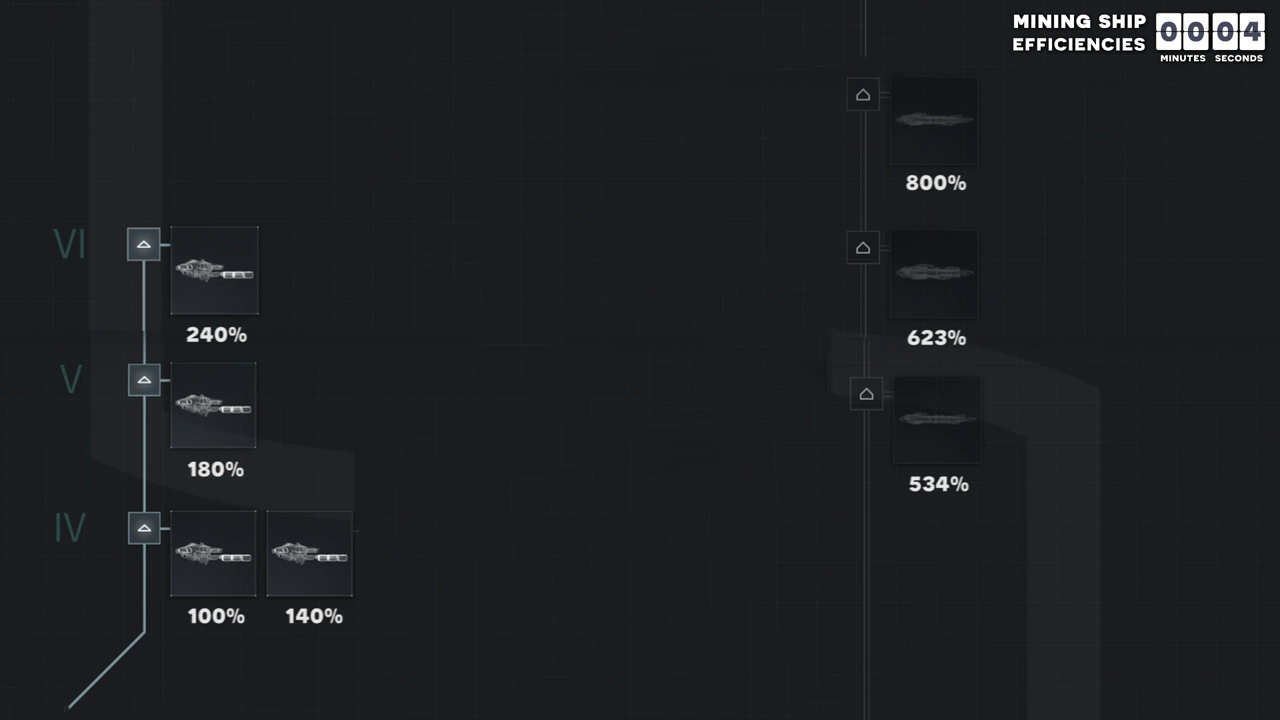 MINING SHIP
EFFICIENCIES
00 04
MINUTES SECONDS
800%
VI
240%
623%
V
180%
534%
IV
100% 140%